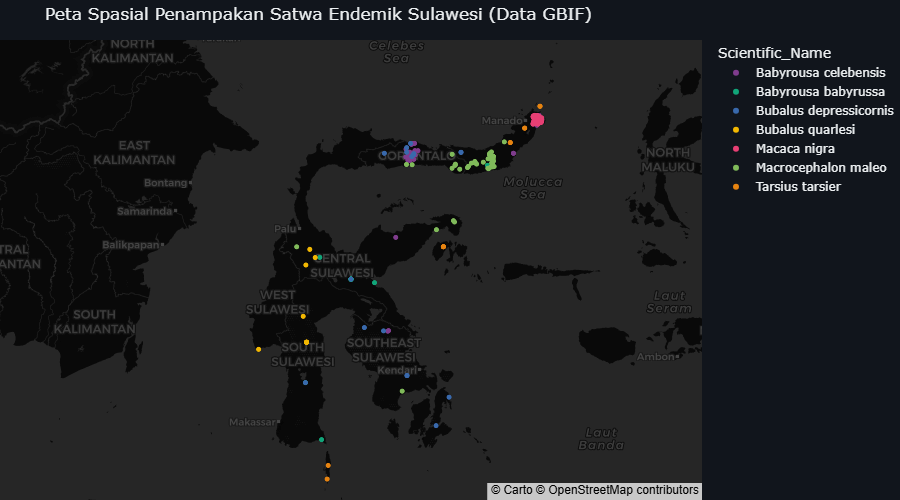 Peta Spasial Penampakan Satwa Endemik Sulawesi (Data GBIF)
NORTH
KALIMANTAN
Celebes
Sea
Scientific_Name
Babyrousa celebensis
Babyrousa babyrussa
Bubalus depressicornis
Bubalus quarlesi
Macaca nigra
Macrocephalon maleo
Tarsius tarsier
Manado
EAST
KALIMANTAN
GORONTALO
NORTH
MALUKU
Bontang
Molucca
Sea
Samarinda
Palu
Balikpapan
TRAL
ANTAN
CENTRAL
SULAWESI
WEST
SULAWESI
Laut
Seram
SOUTH
KALIMANTAN
SOUTH
SULAWESI
SOUTHEAST
SULAWESI
Ambon
Kendari
Makassar
Laut
Banda
© Carto © OpenStreetMap contributors